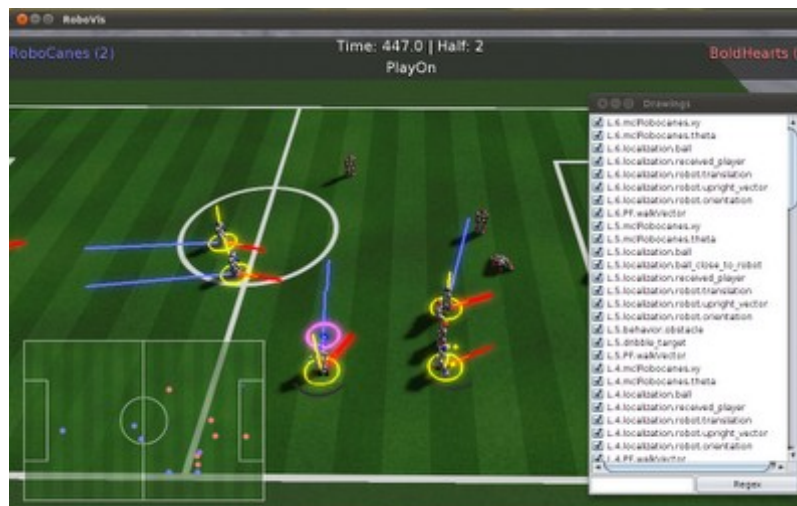 RoboVis
RoboCanes (2)
Time: 447.0 | Half: 2
BoldHearts (
PlayOn
Drawings
L.6.mclRobocanes.xy
L.6.mclRobocanes.theta
L.6.localization.ball
L.6.localization.received_player
L.6.localization.robot.translation
L.6.localization.robot.upright_vector
L.6.localization.robot.orientation
L.6.PF.walkVector
L.5.mclRobocanes.xy
L.5.mclRobocanes.theta
L.5.localization.ball
L.5.localization.ball_close_to_robot
L.5.localization.received_player
L.5.localization.robot.translation
L.5.localization.robot.upright_vector
L.5.localization.robot.orientation
L.5.behavior.obstacle
L.5.dribble_target
L.5.PF.walkVector
L.4.mclRobocanes.xy
L.4.mclRobocanes.theta
L.4.localization.ball
L.4.localization.received_player
L.4.localization.robot.translation
L.4.localization.robot.upright_vector
L.4.localization.robot.orientation
L.4.PF.walkVector
Regex